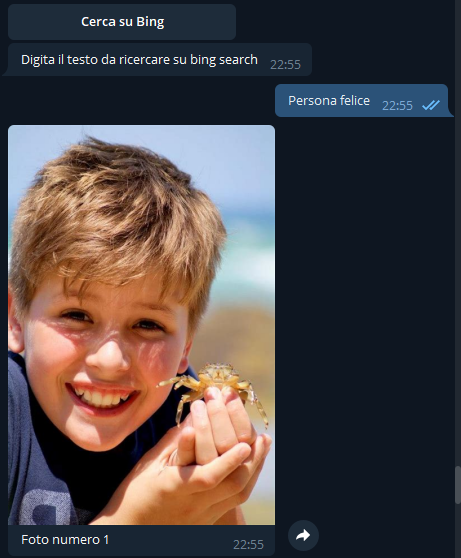 Cerca su Bing
Digita il testo da ricercare su bing search 22:55
Persona felice 22:55
Foto numero 1 22:55